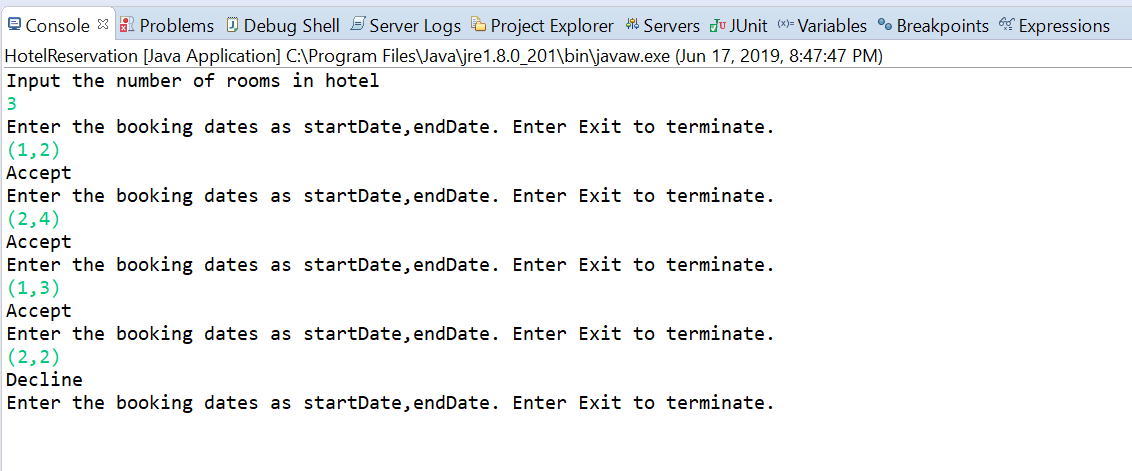 Console Problems Debug Shell Server Logs Project Explorer Servers JUnit Variables Breakpoints Expressions
HotelReservation [Java Application] C:\Program Files\Java\jre1.8.0_201\bin\javaw.exe (Jun 17, 2019, 8:47:47 PM)
Input the number of rooms in hotel
3
Enter the booking dates as startDate,endDate. Enter Exit to terminate.
(1,2)
Accept
Enter the booking dates as startDate,endDate. Enter Exit to terminate.
(2,4)
Accept
Enter the booking dates as startDate,endDate. Enter Exit to terminate.
(1,3)
Accept
Enter the booking dates as startDate,endDate. Enter Exit to terminate.
(2,2)
Decline
Enter the booking dates as startDate,endDate. Enter Exit to terminate.